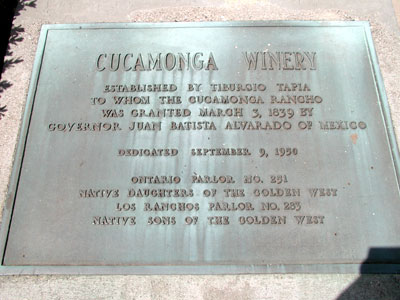 CUCAMONGA WINERY
ESTABLISHED BY TIBURCIO TAPIA
TO WHOM THE CUCAMONGA RANCHO
WAS GRANTED MARCH 3, 1839 BY
GOVERNOR JUAN BATISTA ALVARADO OF MEXICO
DEDICATED SEPTEMBER 9, 1950
ONTARIO PARLOR NO. 251
NATIVE DAUGHTERS OF THE GOLDEN WEST
LOS RANCHOS PARLOR NO. 283
NATIVE SONS OF THE GOLDEN WEST